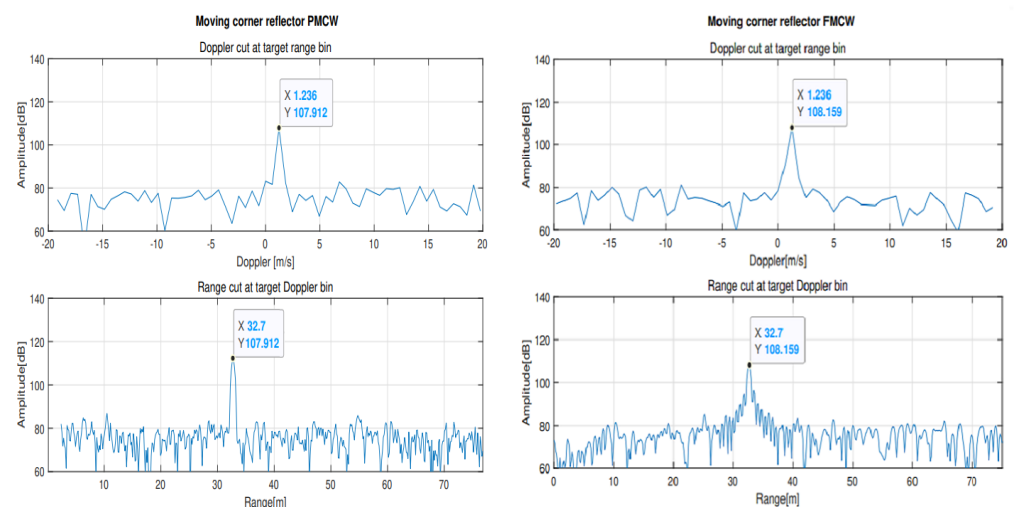 Moving corner reflector PMCW
Doppler cut at target range bin
140
120
100
80
60
Amplitude[dB]
X 1.236
Y 107.912
-20 -15 -10 -5 0 5 10 15 20
Doppler [m/s]
Range cut at target Doppler bin
140
120
100
80
60
Amplitude[dB]
X 32.7
Y 107.912
10 20 30 40 50 60 70
Range[m]
Moving corner reflector FMCW
Doppler cut at target range bin
140
120
100
80
60
Amplitude[dB]
X 1.236
Y 108.159
-20 -15 -10 -5 0 5 10 15 20
Doppler[m/s]
Range cut at target Doppler bin
140
120
100
80
60
Amplitude[dB]
X 32.7
Y 108.159
0 10 20 30 40 50 60 70
Range[m]